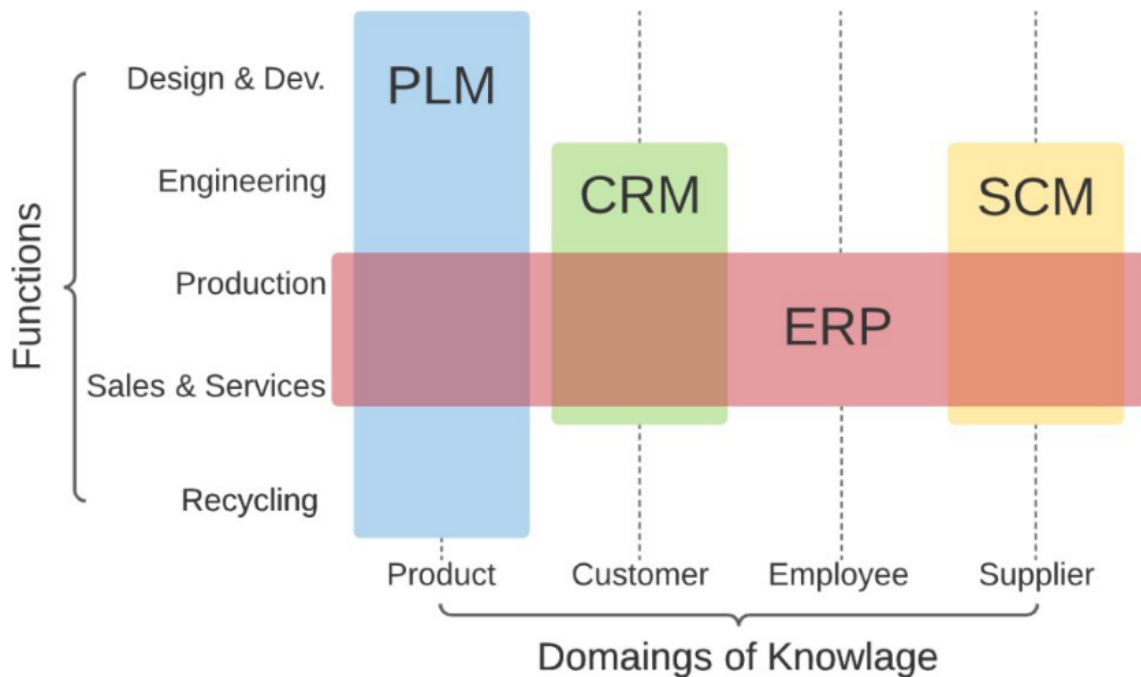 Design & Dev.
PLM
Engineering
CRM
SCM
Functions
Production
ERP
Sales & Services
Recycling
Product
Customer
Employee
Supplier
Domaings of Knowlage